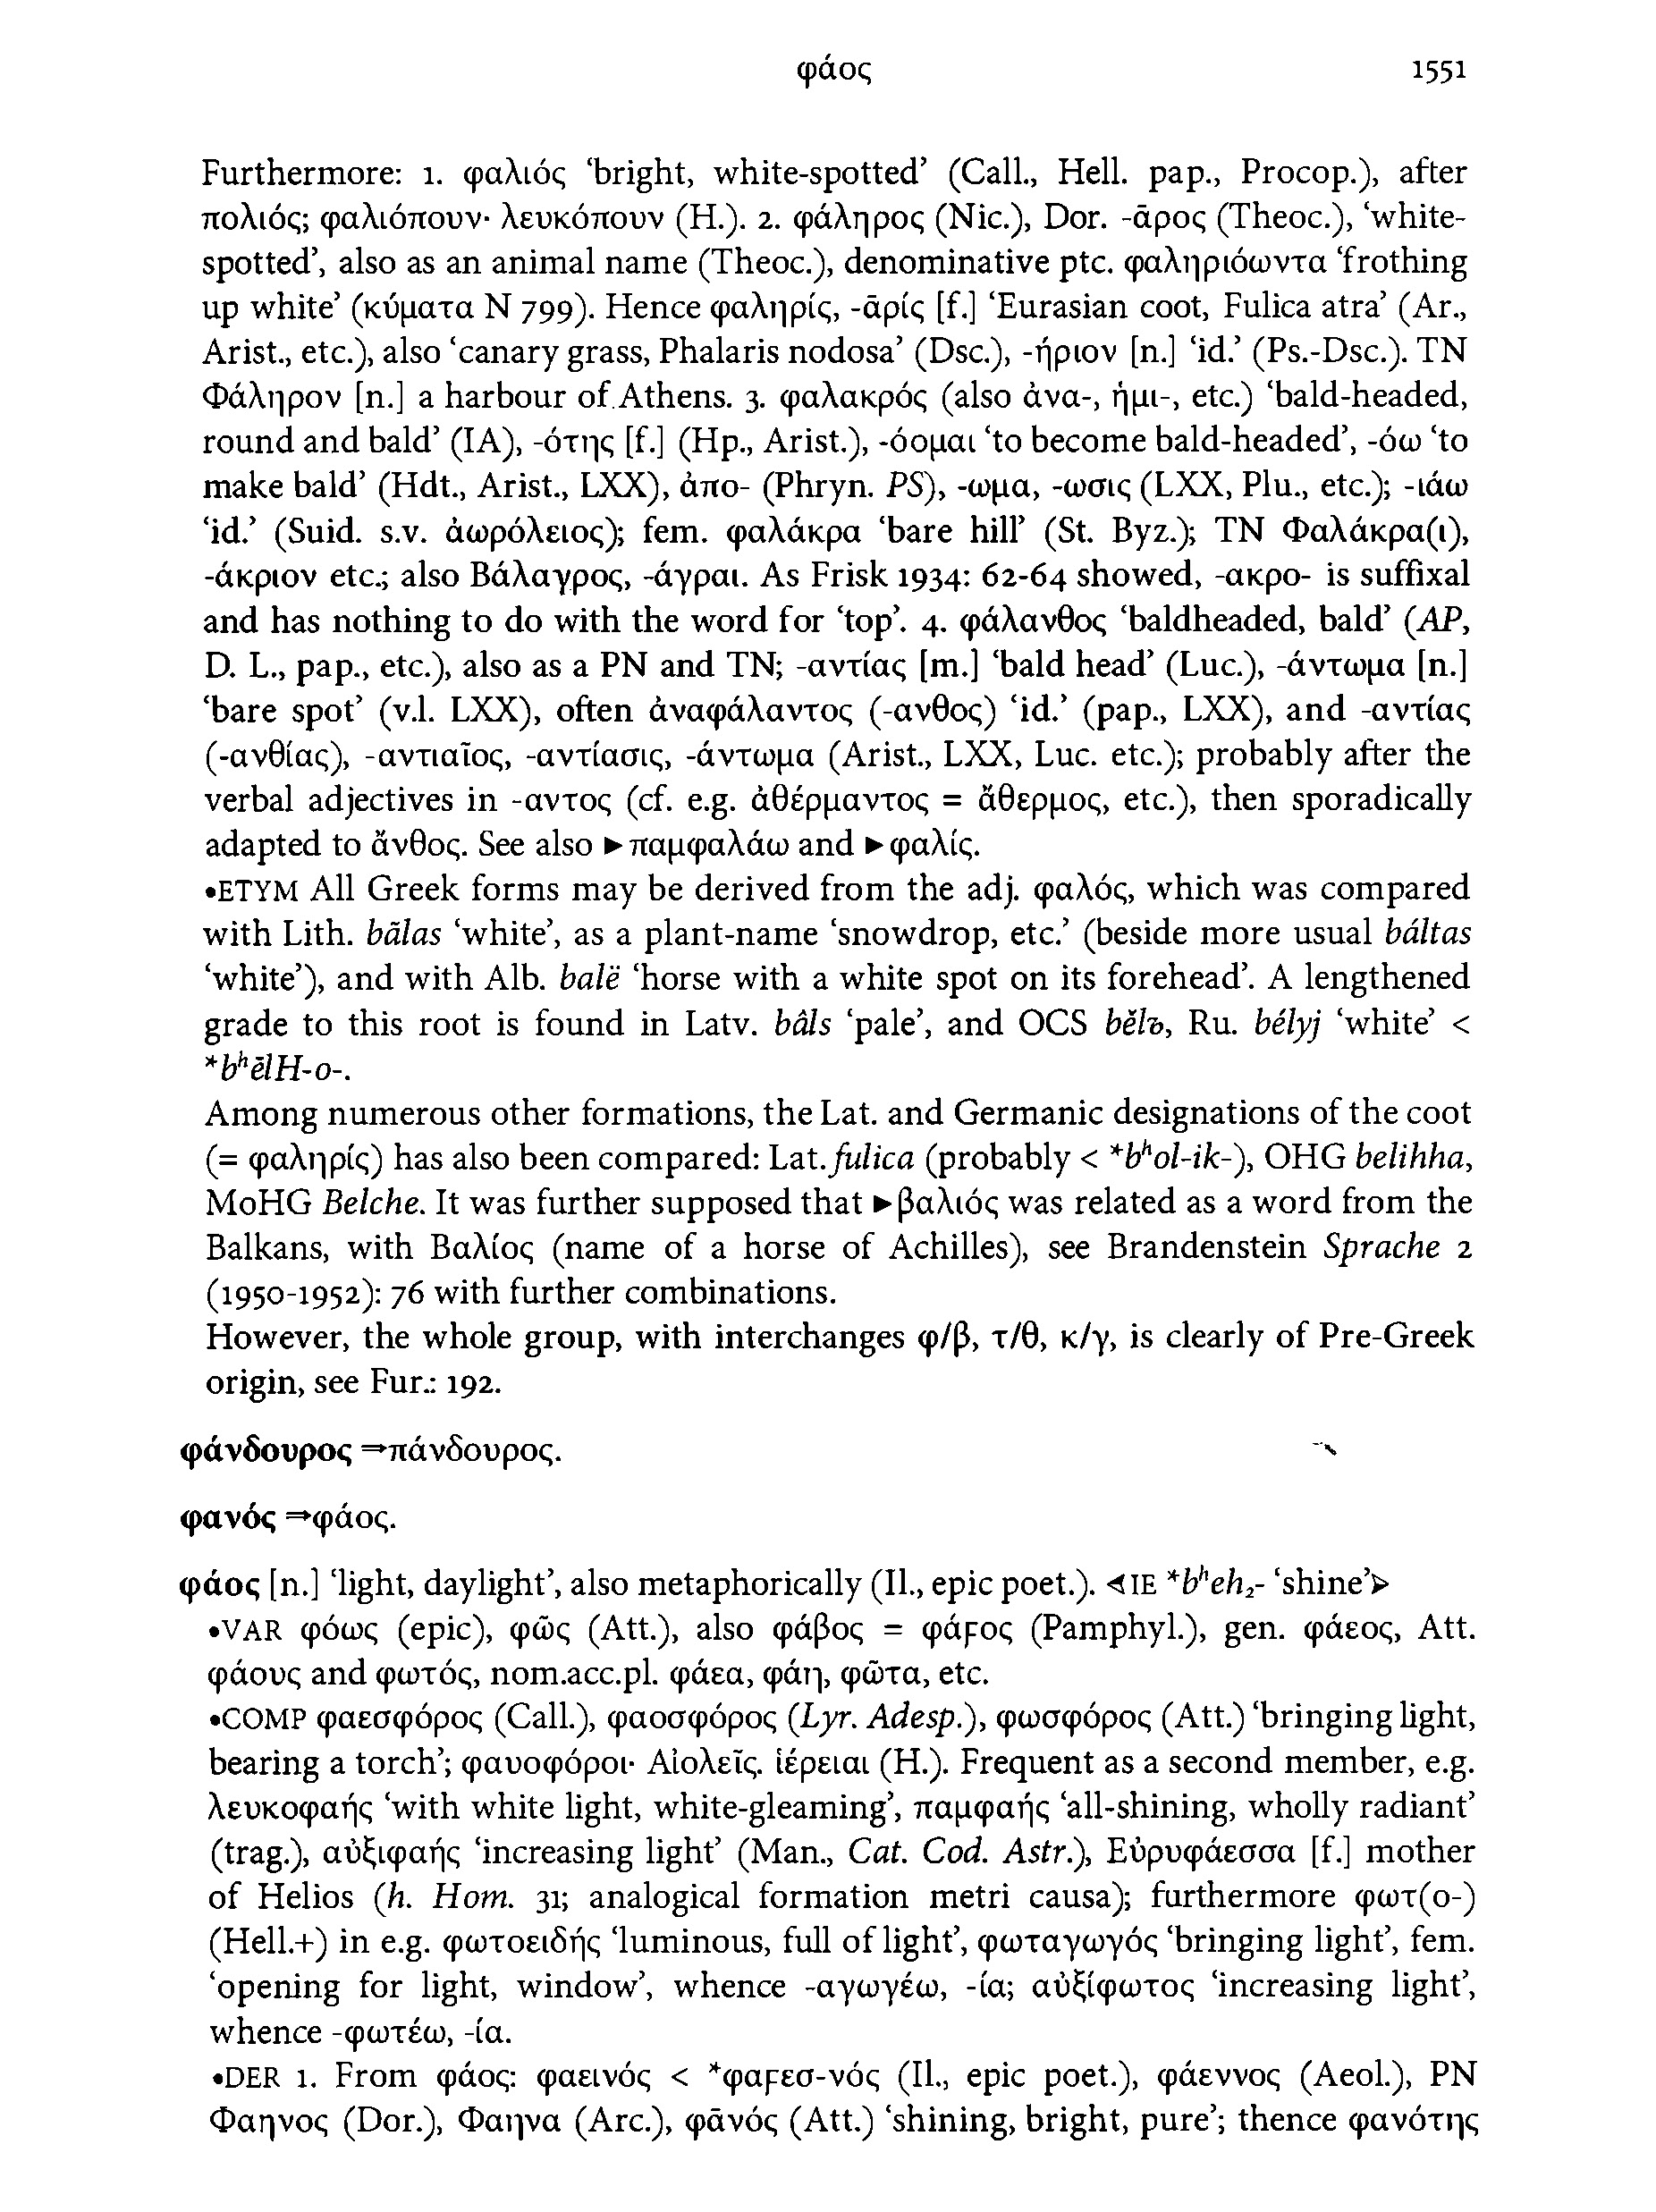 φάος 1551
Furthermore: 1. φαλιός ‘bright, white-spotted’ (Call., Hell. pap., Procop.), after
πολιός; φαλιόπουν· λευκόπουν (H.). 2. φάληρος (Nic.), Dor. -ᾱρος (Theoc.), ‘white-
spotted’, also as an animal name (Theoc.), denominative ptc. φαληριόωντα ‘frothing
up white’ (κύματα N 799). Hence φαληρίς, -ᾱρίς [f.] ‘Eurasian coot, Fulica atra’ (Ar.,
Arist., etc.), also ‘canary grass, Phalaris nodosa’ (Dsc.), -ήριον [n.] ‘id.’ (Ps.-Dsc.). TN
Φάληρον [n.] a harbour of Athens. 3. φαλακρός (also ἀνα-, ἡμι-, etc.) ‘bald-headed,
round and bald’ (IA), -ότης [f.] (Hp., Arist.), -όομαι ‘to become bald-headed’, -όω ‘to
make bald’ (Hdt., Arist., LXX), ἀπο- (Phryn. PS), -ωμα, -ωσις (LXX, Plu., etc.); -ιάω
‘id.’ (Suid. s.v. ἀωρόλειος); fem. φαλάκρα ‘bare hill’ (St. Byz.); TN Φαλάκρα(ι),
-άκριον etc.; also Βάλαγρος, -άγραι. As Frisk 1934: 62-64 showed, -ακρο- is suffixal
and has nothing to do with the word for ‘top’. 4. φάλανθος ‘baldheaded, bald’ (AP,
D. L., pap., etc.), also as a PN and TN; -αντίας [m.] ‘bald head’ (Luc.), -άντωμα [n.]
‘bare spot’ (v.l. LXX), often ἀναφάλαντος (-ανθος) ‘id.’ (pap., LXX), and -αντίας
(-ανθίας), -αντιαῖος, -αντίασις, -άντωμα (Arist., LXX, Luc. etc.); probably after the
verbal adjectives in -αντος (cf. e.g. ἀθέρμαντος = ἄθερμος, etc.), then sporadically
adapted to ἄνθος. See also ►παμφαλάω and ►φαλίς.
•ETYM All Greek forms may be derived from the adj. φαλός, which was compared
with Lith. bãlas ‘white’, as a plant-name ‘snowdrop, etc.’ (beside more usual báltas
‘white’), and with Alb. balë ‘horse with a white spot on its forehead’. A lengthened
grade to this root is found in Latv. bâls ‘pale’, and OCS bělъ, Ru. bélyj ‘white’ <
*bʰēlH-o-.
Among numerous other formations, the Lat. and Germanic designations of the coot
(= φαληρίς) has also been compared: Lat. fulica (probably < *bʰol-ik-), OHG belihha,
MoHG Belche. It was further supposed that ►βαλιός was related as a word from the
Balkans, with Βαλίος (name of a horse of Achilles), see Brandenstein Sprache 2
(1950-1952): 76 with further combinations.
However, the whole group, with interchanges φ/β, τ/θ, κ/γ, is clearly of Pre-Greek
origin, see Fur.: 192.
φάνδουρος ⇒πάνδουρος.
φανός ⇒φάος.
φάος [n.] ‘light, daylight’, also metaphorically (Il., epic poet.). ◁IE *bʰeh₂- ‘shine’▷
•VAR φόως (epic), φῶς (Att.), also φάβος = φάϝος (Pamphyl.), gen. φάεος, Att.
φάους and φωτός, nom.acc.pl. φάεα, φάη, φῶτα, etc.
•COMP φαεσφόρος (Call.), φαοσφόρος (Lyr. Adesp.), φωσφόρος (Att.) ‘bringing light,
bearing a torch’; φαυοφόροι· Αἰολεῖς. ἱέρειαι (H.). Frequent as a second member, e.g.
λευκοφαής ‘with white light, white-gleaming’, παμφαής ‘all-shining, wholly radiant’
(trag.), αὐξιφαής ‘increasing light’ (Man., Cat. Cod. Astr.), Εὐρυφάεσσα [f.] mother
of Helios (h. Hom. 31; analogical formation metri causa); furthermore φωτ(ο-)
(Hell.+) in e.g. φωτοειδής ‘luminous, full of light’, φωταγωγός ‘bringing light’, fem.
‘opening for light, window’, whence -αγωγέω, -ία; αὐξίφωτος ‘increasing light’,
whence -φωτέω, -ία.
•DER 1. From φάος: φαεινός < *φαϝεσ-νός (Il., epic poet.), φάεννος (Aeol.), PN
Φαηνος (Dor.), Φαηνα (Arc.), φᾱνός (Att.) ‘shining, bright, pure’; thence φανότης